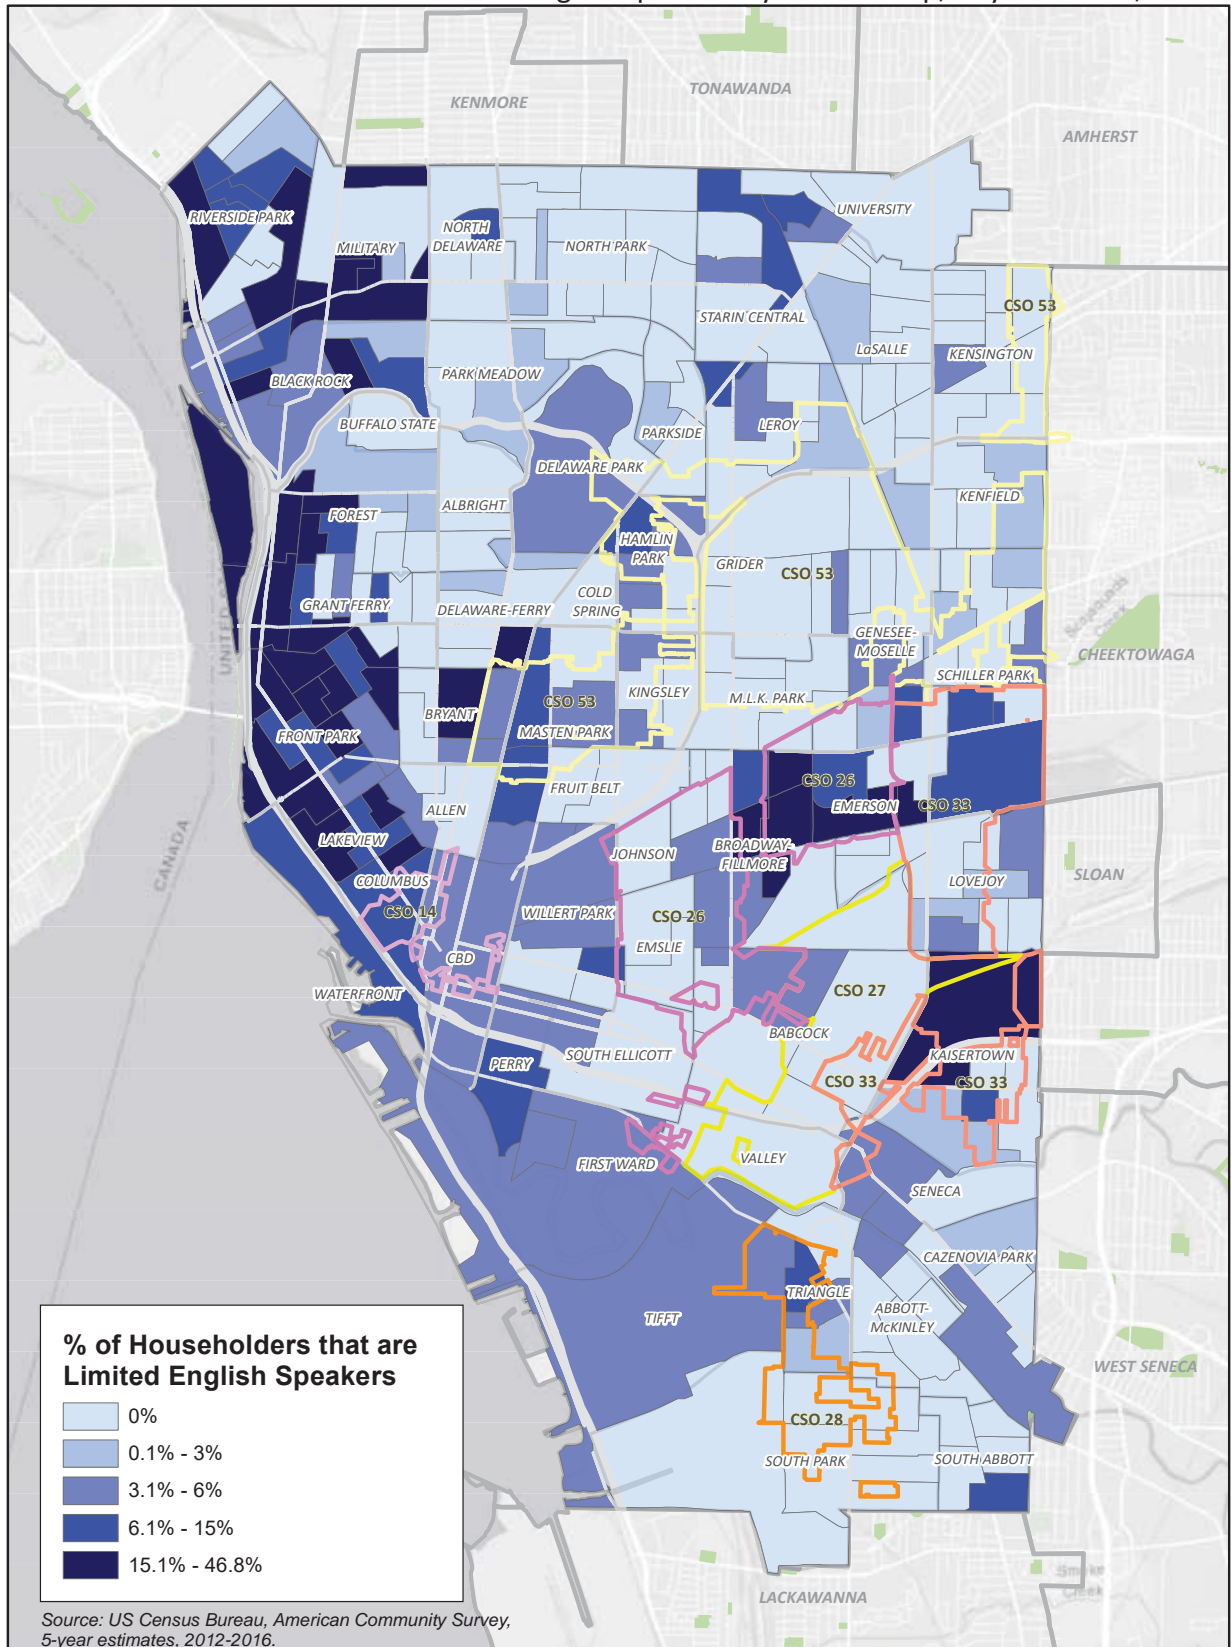 KENMORE
TONAWANDA
AMHERST
RIVERSIDE PARK
MILITARY
NORTH
DELAWARE
NORTH PARK
UNIVERSITY
CSO 53
STARIN CENTRAL
LaSALLE
KENSINGTON
BLACK ROCK
PARK MEADOW
BUFFALO STATE
PARKSIDE
LEROY
DELAWARE PARK
KENFIELD
FOREST
ALBRIGHT
HAMLIN
PARK
GRIDER
CSO 53
GRANT FERRY
DELAWARE-FERRY
COLD
SPRING
GENESEE-
MOSELLE
CHEEKTOWAGA
SCHILLER PARK
BRYANT
CSO 53
KINGSLEY
M.L.K. PARK
FRONT PARK
MASTEN PARK
FRUIT BELT
CSO 26
EMERSON
CSO 33
ALLEN
LAKEVIEW
JOHNSON
BROADWAY-
FILLMORE
CANADA
COLUMBUS
LOVEJOY
SLOAN
CSO 14
WILLERT PARK
CSO 26
EMSLIE
CBD
WATERFRONT
CSO 27
BABCOCK
PERRY
SOUTH ELLICOTT
KAISERTOWN
CSO 33
CSO 33
FIRST WARD
VALLEY
SENECA
CAZENOVIA PARK
TRIANGLE
TIFFT
ABBOTT-
McKINLEY
WEST SENECA
CSO 28
SOUTH PARK
SOUTH ABBOTT
LACKAWANNA
% of Householders that are
Limited English Speakers
0%
0.1% - 3%
3.1% - 6%
6.1% - 15%
15.1% - 46.8%
Source: US Census Bureau, American Community Survey,
5-year estimates, 2012-2016.